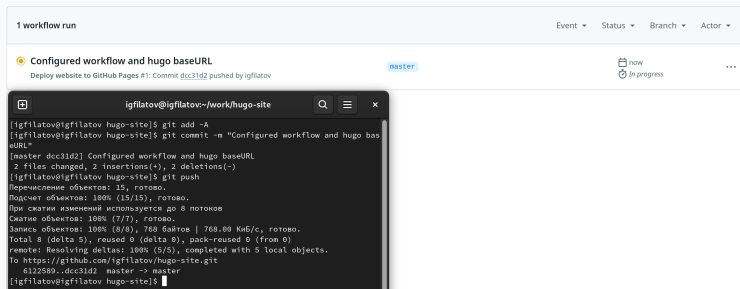 1 workflow run
Event Status Branch Actor
Configured workflow and hugo baseURL
Deploy website to GitHub Pages #1: Commit dcc31d2 pushed by igfilatov
master
now
In progress
igfilatov@igfilatov:~/work/hugo-site
[igfilatov@igfilatov hugo-site]$ git add -A
[igfilatov@igfilatov hugo-site]$ git commit -m "Configured workflow and hugo bas
eURL"
[master dcc31d2] Configured workflow and hugo baseURL
2 files changed, 2 insertions(+), 2 deletions(-)
[igfilatov@igfilatov hugo-site]$ git push
Перечисление объектов: 15, готово.
Подсчет объектов: 100% (15/15), готово.
При сжатии изменений используется до 8 потоков
Сжатие объектов: 100% (7/7), готово.
Запись объектов: 100% (8/8), 768 байтов | 768.00 КиБ/с, готово.
Total 8 (delta 5), reused 0 (delta 0), pack-reused 0 (from 0)
remote: Resolving deltas: 100% (5/5), completed with 5 local objects.
To https://github.com/igfilatov/hugo-site.git
6122589..dcc31d2 master -> master
[igfilatov@igfilatov hugo-site]$